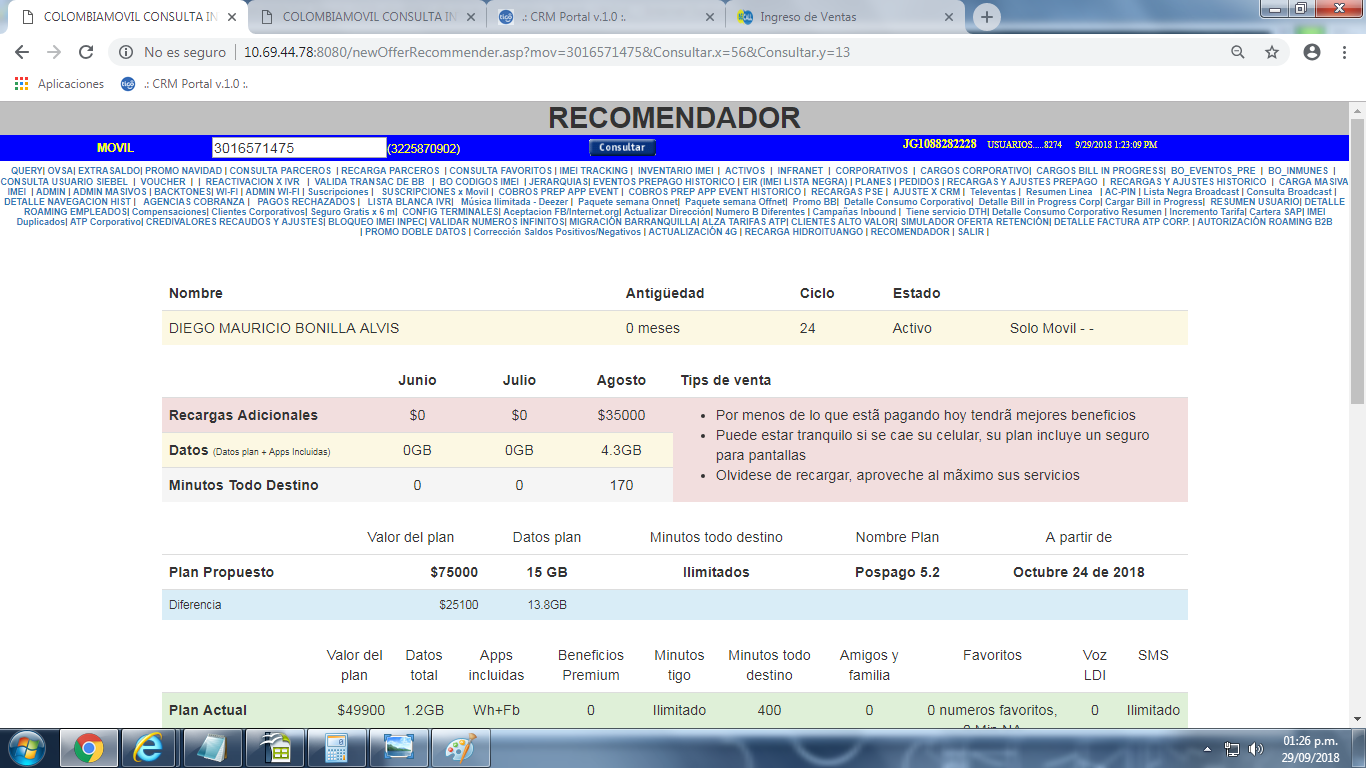 COLOMBIAMOVIL CONSULTA IN
COLOMBIAMOVIL CONSULTA IN
.: CRM Portal v.1.0 :.
Ingreso de Ventas
No es seguro | 10.69.44.78:8080/newOfferRecommender.asp?mov=3016571475&Consultar.x=56&Consultar.y=13
Aplicaciones
tigo .: CRM Portal v.1.0 :.
RECOMENDADOR
MOVIL 3016571475 (3225870902) Consultar JG1088282228 USUARIOS.....8274 9/29/2018 1:23:09 PM
QUERY| OVSA| EXTRASALDO| PROMO NAVIDAD | CONSULTA PARCEROS | RECARGA PARCEROS | CONSULTA FAVORITOS | IMEI TRACKING | INVENTARIO IMEI | ACTIVOS | INFRANET | CORPORATIVOS | CARGOS CORPORATIVO| CARGOS BILL IN PROGRESS| BO_EVENTOS_PRE | BO_INMUNES |
CONSULTA USUARIO SIEBEL | VOUCHER | | REACTIVACION X IVR | VALIDA TRANSAC DE BB | BO CODIGOS IMEI |JERARQUIAS| EVENTOS PREPAGO HISTORICO | EIR (IMEI LISTA NEGRA) | PLANES | PEDIDOS | RECARGAS Y AJUSTES PREPAGO | RECARGAS Y AJUSTES HISTORICO | CARGA MASIVA
IMEI | ADMIN | ADMIN MASIVOS | BACKTONES| WI-FI | ADMIN WI-FI | Suscripciones | SUSCRIPCIONES x Movil | COBROS PREP APP EVENT | COBROS PREP APP EVENT HISTORICO | RECARGAS PSE | AJUSTE X CRM | Televentas | Resumen Linea | AC-PIN | Lista Negra Broadcast | Consulta Broadcast |
DETALLE NAVEGACION HIST | AGENCIAS COBRANZA | PAGOS RECHAZADOS | LISTA BLANCA IVR| Música Ilimitada - Deezer | Paquete semana Onnet| Paquete semana Offnet| Promo BB| Detalle Consumo Corporativo| Detalle Bill in Progress Corp| Cargar Bill in Progress| RESUMEN USUARIO| DETALLE
ROAMING EMPLEADOS| Compensaciones| Clientes Corporativos| Seguro Gratis x 6 m| CONFIG TERMINALES| Aceptacion FB/Internet.org| Actualizar Dirección| Numero B Diferentes | Campañas Inbound | Tiene servicio DTH| Detalle Consumo Corporativo Resumen | Incremento Tarifa| Cartera SAP| IMEI
Duplicados| ATP Corporativo| CREDIVALORES RECAUDOS Y AJUSTES| BLOQUEO IMEI INPEC| VALIDAR NUMEROS INFINITOS| MIGRACIÓN BARRANQUILLA| ALZA TARIFAS ATP| CLIENTES ALTO VALOR| SIMULADOR OFERTA RETENCIÓN| DETALLE FACTURA ATP CORP. | AUTORIZACIÓN ROAMING B2B
| PROMO DOBLE DATOS | Corrección Saldos Positivos/Negativos | ACTUALIZACIÓN 4G | RECARGA HIDROITUANGO | RECOMENDADOR | SALIR |
Nombre Antigüedad Ciclo Estado
DIEGO MAURICIO BONILLA ALVIS 0 meses 24 Activo Solo Movil - -
Junio Julio Agosto Tips de venta
Recargas Adicionales $0 $0 $35000
Datos (Datos plan + Apps Incluidas) 0GB 0GB 4.3GB
Minutos Todo Destino 0 0 170
• Por menos de lo que estã pagando hoy tendrã mejores beneficios
• Puede estar tranquilo si se cae su celular, su plan incluye un seguro
para pantallas
• Olvidese de recargar, aproveche al mãximo sus servicios
Valor del plan Datos plan Minutos todo destino Nombre Plan A partir de
Plan Propuesto $75000 15 GB Ilimitados Pospago 5.2 Octubre 24 de 2018
Diferencia $25100 13.8GB
Valor del Datos Apps Beneficios Minutos Minutos todo Amigos y Favoritos Voz SMS
plan total incluidas Premium tigo destino familia LDI
Plan Actual $49900 1.2GB Wh+Fb 0 Ilimitado 400 0 0 numeros favoritos, 0 Ilimitado
01:26 p.m.
29/09/2018